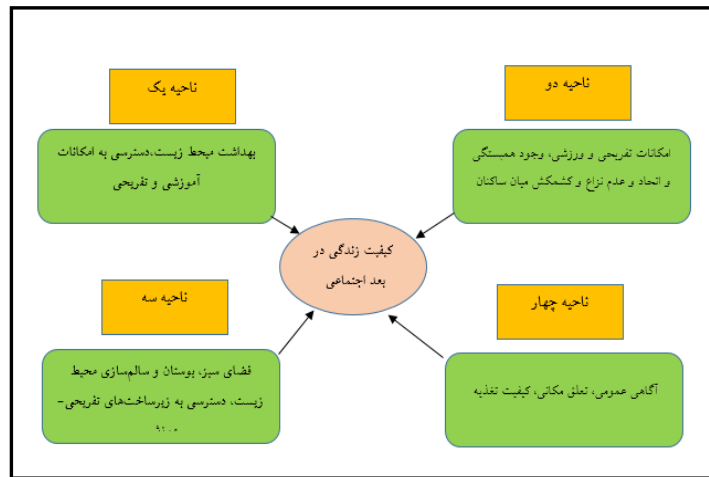 ناحیه یک
ناحیه دو
بهداشت میحط زیست،دسترسی به امکانات
آموزشی و تفریحی
امکانات تفریحی و ورزشی، وجود همبستگی
و اتحاد و عدم نزاع و کشمکش میان ساکنان
کیفیت زندگی در
بعد اجتماعی
ناحیه سه
ناحیه چهار
فضای سبز، بوستان و سالم‌سازی محیط
زیست، دسترسی به زیرساخت‌های تفریحی-
آگاهی عمومی، تعلق مکانی، کیفیت تغذیه